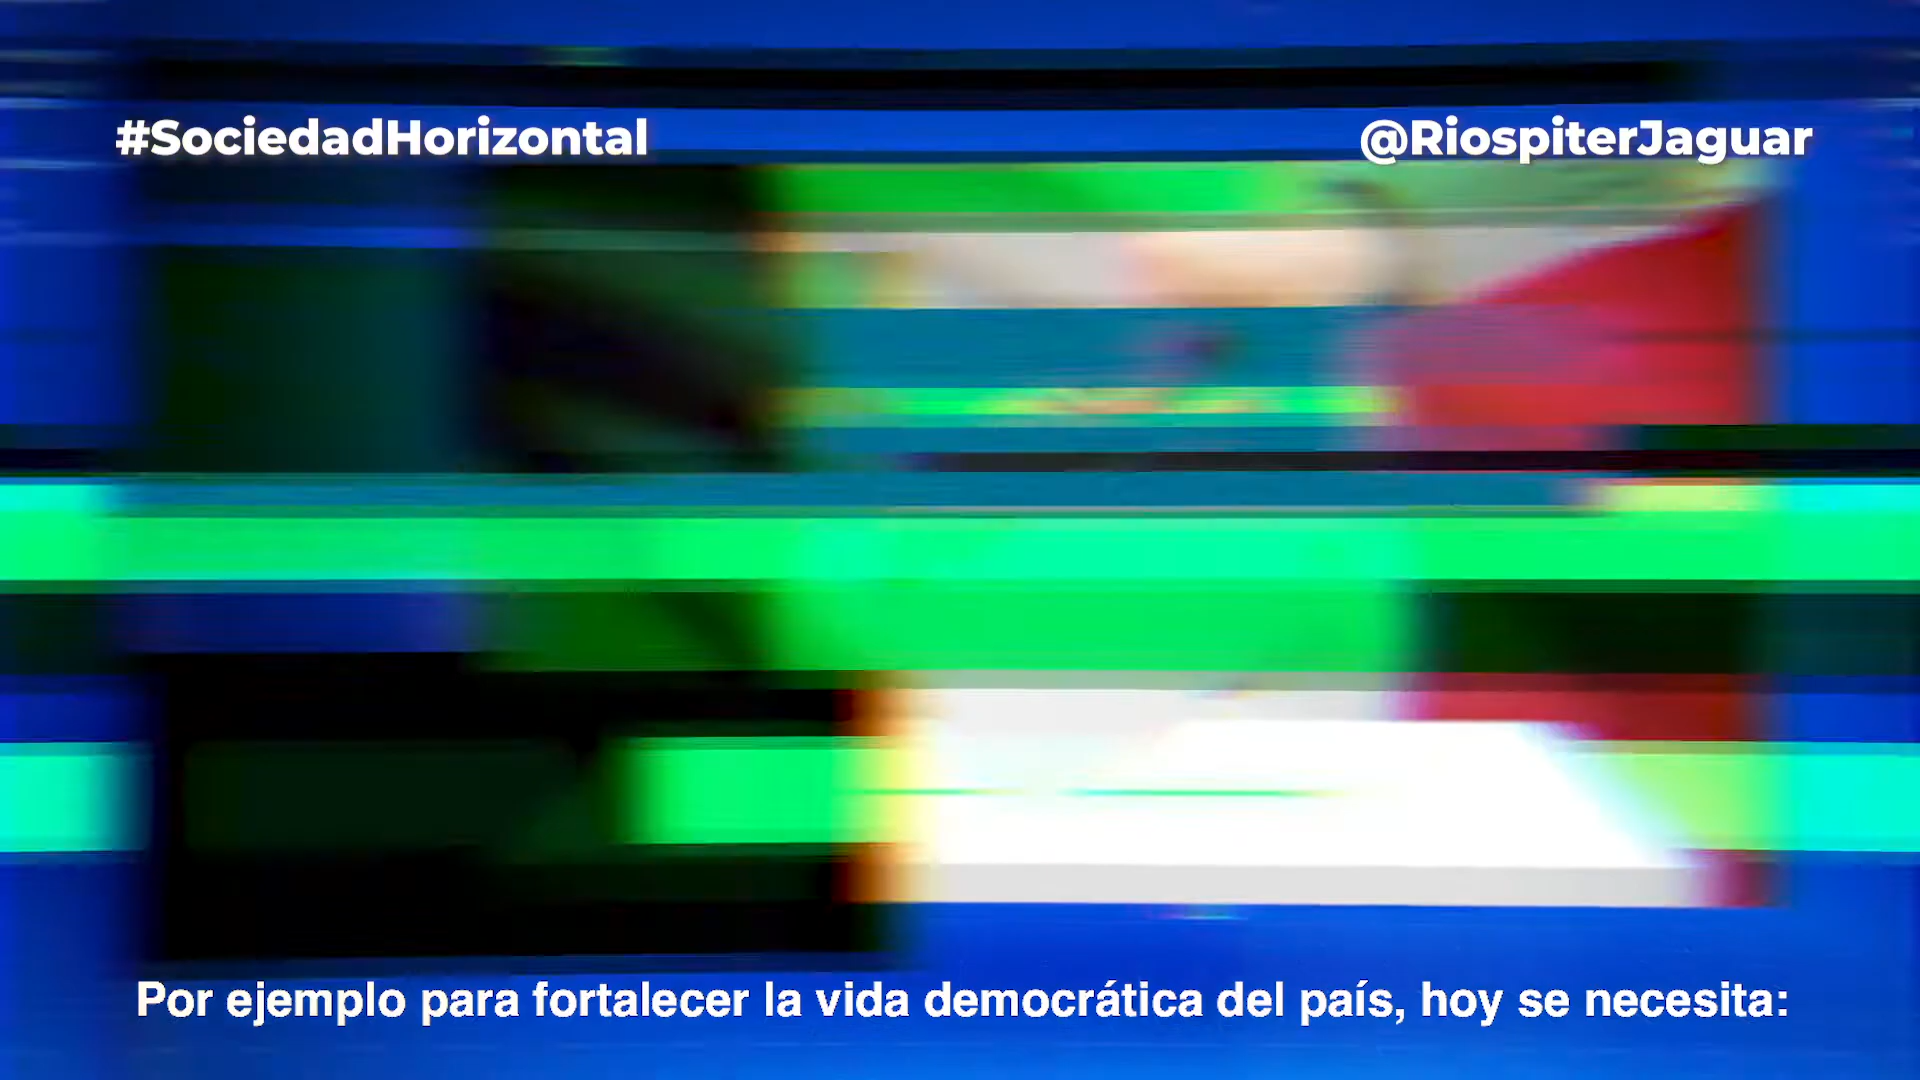 #SociedadHorizontal
@RiospiterJaguar
Por ejemplo para fortalecer la vida democrática del país, hoy se necesita: